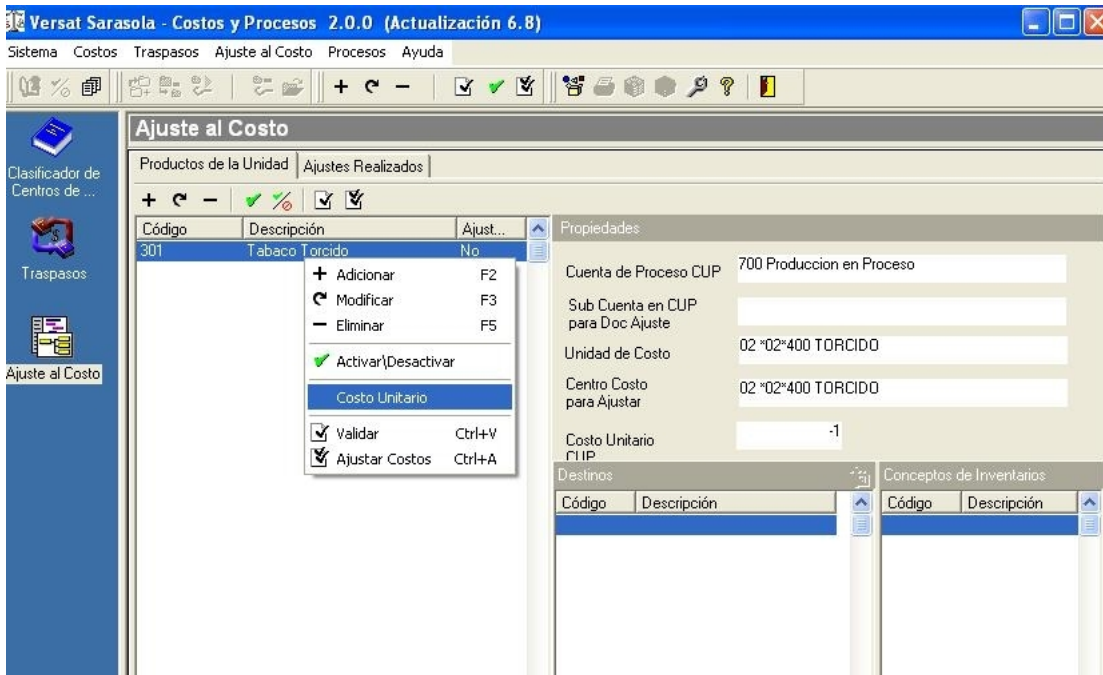 Versat Sarasola - Costos y Procesos 2.0.0 (Actualización 6.8)
Sistema Costos Traspasos Ajuste al Costo Procesos Ayuda
Ajuste al Costo
Clasificador de
Centros de ...
Traspasos
Ajuste al Costo
Productos de la Unidad Ajustes Realizados
Código Descripción Ajust...
301 Tabaco Torcido No
Adicionar F2
Modificar F3
Eliminar F5
Activar\Desactivar
Costo Unitario
Validar Ctrl+V
Ajustar Costos Ctrl+A
Propiedades
Cuenta de Proceso CUP 700 Produccion en Proceso
Sub Cuenta en CUP
para Doc Ajuste
Unidad de Costo 02 *02*400 TORCIDO
Centro Costo
para Ajustar 02 *02*400 TORCIDO
Costo Unitario -1
CUP
Destinos
Código Descripción
Conceptos de Inventarios
Código Descripción